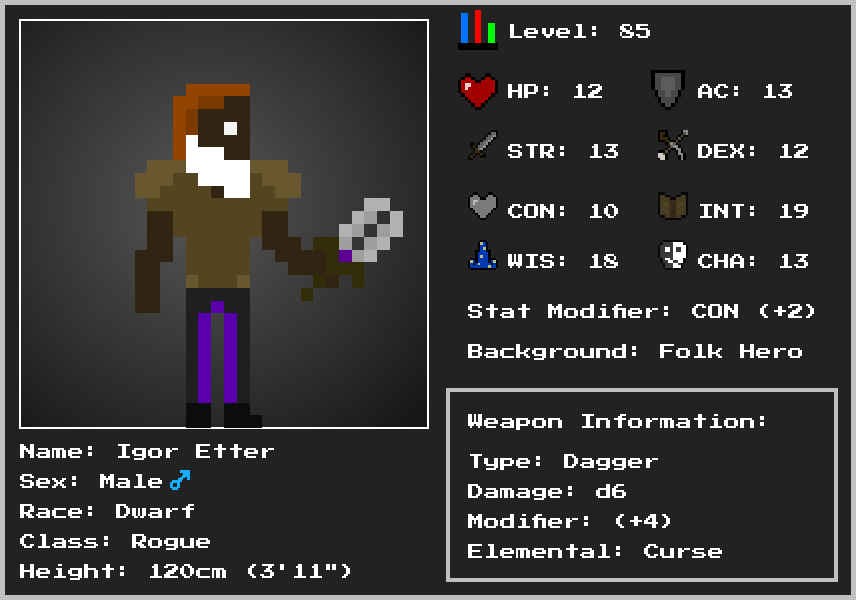 Level: 85
HP: 12 AC: 13
STR: 13 DEX: 12
CON: 10 INT: 19
WIS: 18 CHA: 13
Stat Modifier: CON (+2)
Background: Folk Hero
Weapon Information:
Type: Dagger
Damage: d6
Modifier: (+4)
Elemental: Curse
Name: Igor Etter
Sex: Male♂
Race: Dwarf
Class: Rogue
Height: 120cm (3'11")